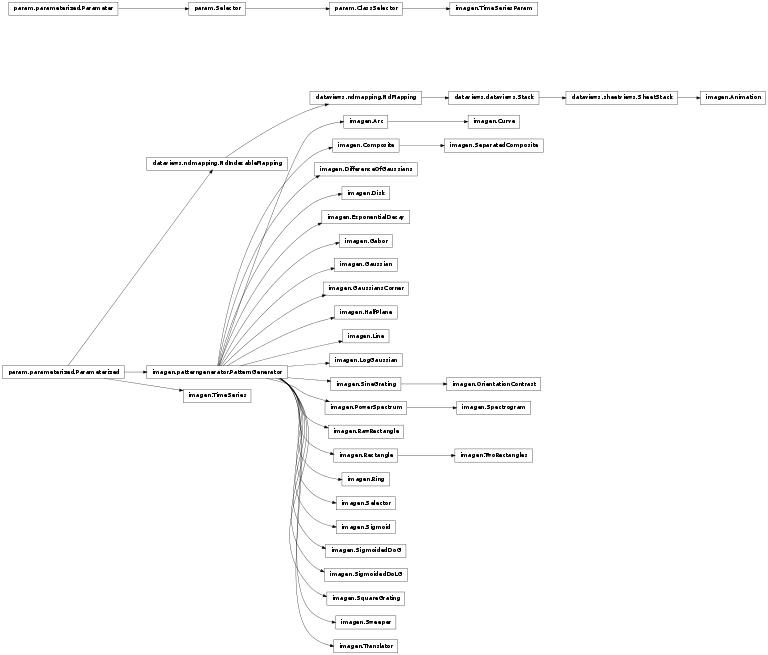 param.parameterized.Parameter
param.Selector
param.ClassSelector
imagen.TimeSeriesParam
dataviews.ndmapping.NdMapping
dataviews.dataviews.Stack
dataviews.sheetviews.SheetStack
imagen.Animation
imagen.Arc
imagen.Curve
imagen.Composite
imagen.SeparatedComposite
dataviews.ndmapping.NdIndexableMapping
imagen.DifferenceOfGaussians
imagen.Disk
imagen.ExponentialDecay
imagen.Gabor
imagen.Gaussian
imagen.GaussiansCorner
imagen.HalfPlane
imagen.Line
imagen.LogGaussian
param.parameterized.Parameterized
imagen.patterngenerator.PatternGenerator
imagen.SineGrating
imagen.OrientationContrast
imagen.TimeSeries
imagen.PowerSpectrum
imagen.Spectrogram
imagen.RawRectangle
imagen.Rectangle
imagen.TwoRectangles
imagen.Ring
imagen.Selector
imagen.Sigmoid
imagen.SigmoidedDoG
imagen.SigmoidedDoLG
imagen.SquareGrating
imagen.Sweeper
imagen.Translator